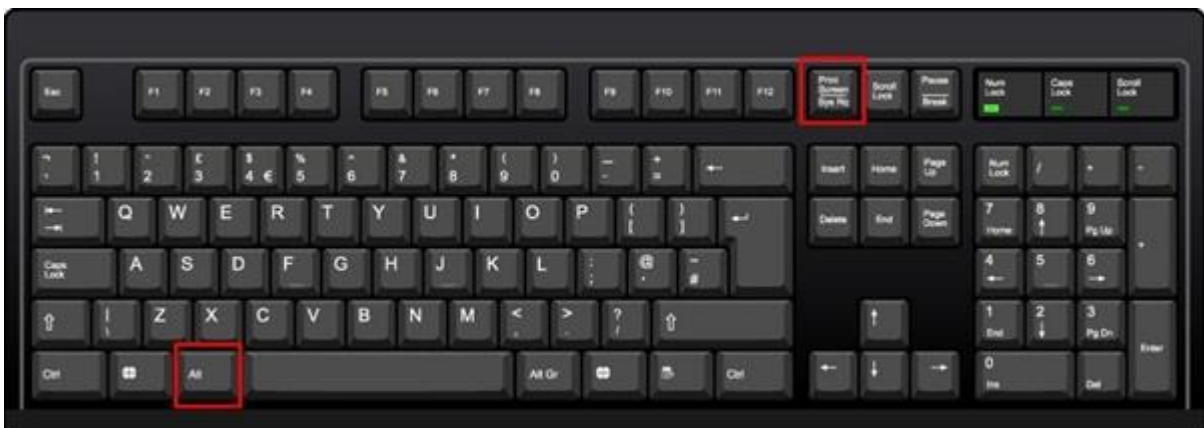 Esc F1 F2 F3 F4 F5 F6 F7 F8 F9 F10 F11 F12 Print Screen Sys Rq Scroll Lock Pause Break Num Lock Caps Lock Scroll Lock
! 1 2 £ 3 $ 4 € % 5 ^ 6 & 7 * 8 ( 9 ) 0 — - + = Insert Home Page Up Num Lock /
Q W E R T Y U I O P { [ } ] Delete End Page Down 7 Home 8 9 Pg Up +
Caps Lock A S D F G H J K L : ; @ ' ~ # 4 5 6
Z X C V B N M < , > . ? / 1 End 2 3 Pg Dn Enter
Ctrl Alt Alt Gr Ctrl 0 Ins Del